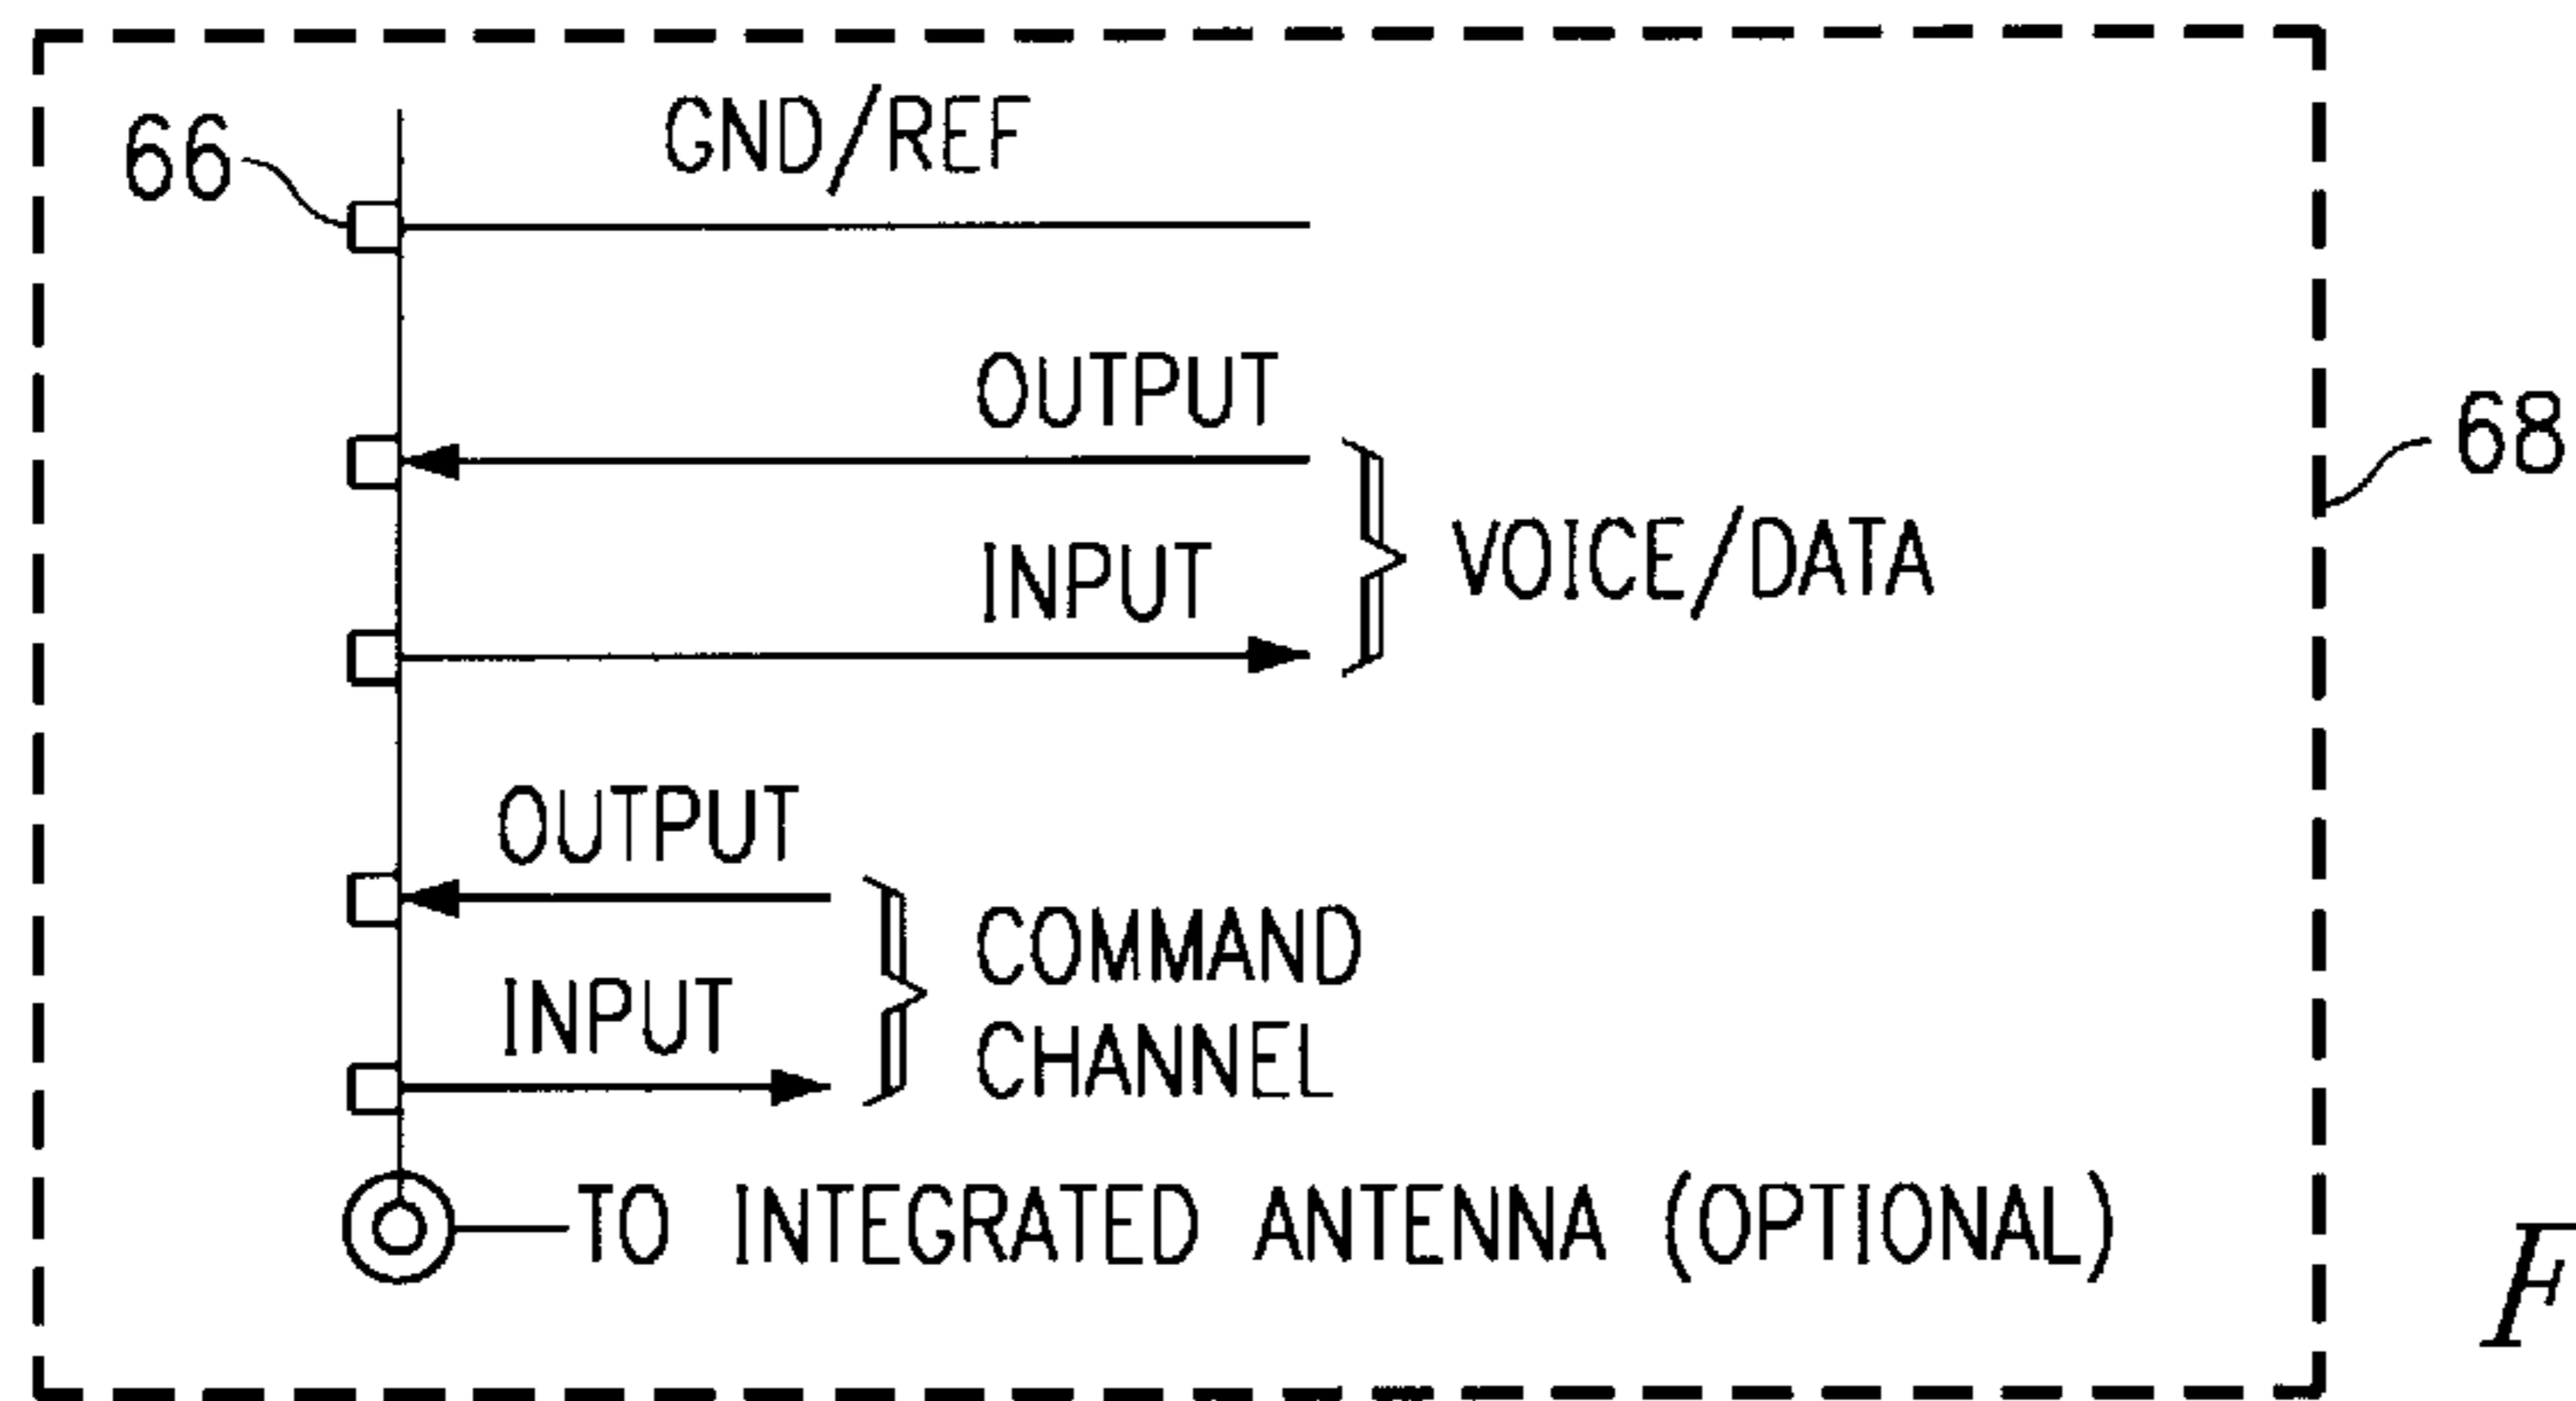 66
GND/REF
68
OUTPUT
INPUT
VOICE/DATA
OUTPUT
INPUT
COMMAND
CHANNEL
TO INTEGRATED ANTENNA (OPTIONAL)
F